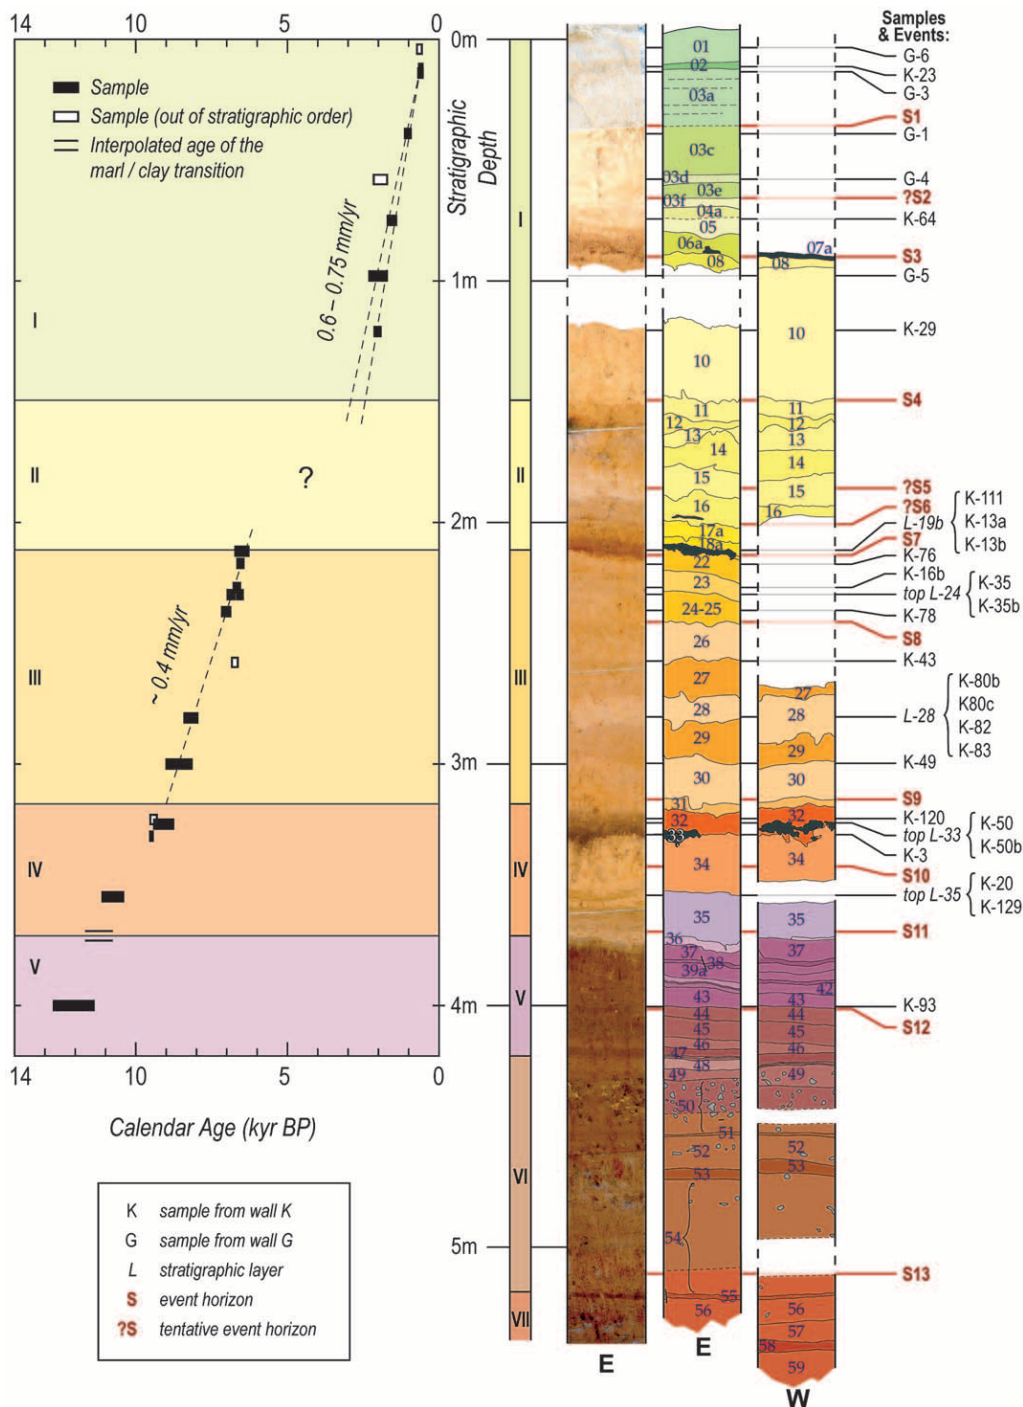 14 10 5 0
0m
Sample
Sample (out of stratigraphic order)
Interpolated age of the
marl / clay transition
0.6 – 0.75 mm/yr
I
II
?
~ 0.4 mm/yr
III
IV
V
14 10 5 0
Calendar Age (kyr BP)
K sample from wall K
G sample from wall G
L stratigraphic layer
S event horizon
?S tentative event horizon
Stratigraphic
Depth
1m
2m
3m
4m
5m
I
II
III
IV
V
VI
VII
E
01
02
03a
03c
03d
03e
03f
04a
05
06a
08
10
11
12
13
14
15
16
17a
18a
22
23
24-25
26
27
28
29
30
31
32
33
34
35
36
37
38
39a
43
44
45
46
47
48
49
50
51
52
53
54
55
56
E
07a
08
10
11
12
13
14
15
16
27
28
29
30
32
34
35
37
42
43
44
45
46
49
52
53
56
57
58
59
W
Samples
& Events:
G-6
K-23
G-3
S1
G-1
G-4
?S2
K-64
S3
G-5
K-29
S4
?S5
?S6
L-19b
K-111
K-13a
K-13b
S7
K-76
K-16b
top L-24
K-35
K-35b
K-78
S8
K-43
L-28
K-80b
K80c
K-82
K-83
K-49
S9
K-120
top L-33
K-50
K-50b
K-3
S10
top L-35
K-20
K-129
S11
K-93
S12
S13